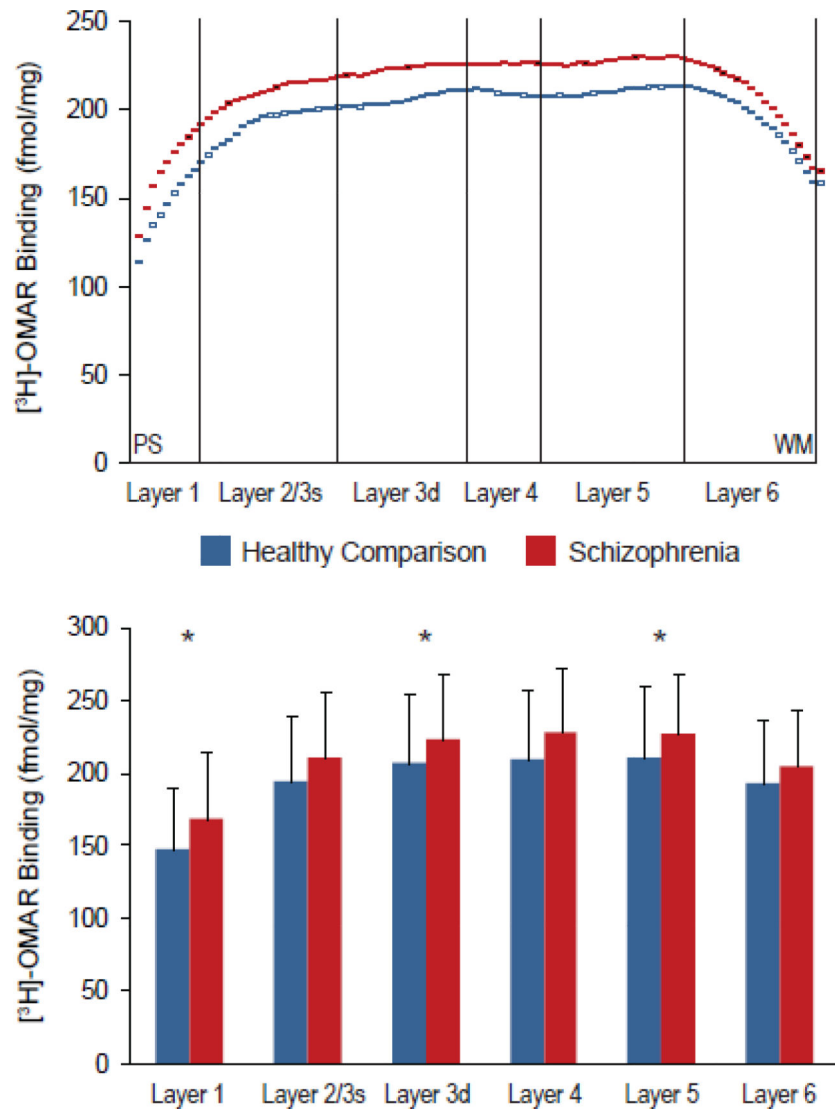 250
200
150
100
50
0
[³H]-OMAR Binding (fmol/mg)
PS
WM
Layer 1 Layer 2/3s Layer 3d Layer 4 Layer 5 Layer 6
Healthy Comparison Schizophrenia
300
250
200
150
100
50
0
[³H]-OMAR Binding (fmol/mg)
* * *
Layer 1 Layer 2/3s Layer 3d Layer 4 Layer 5 Layer 6